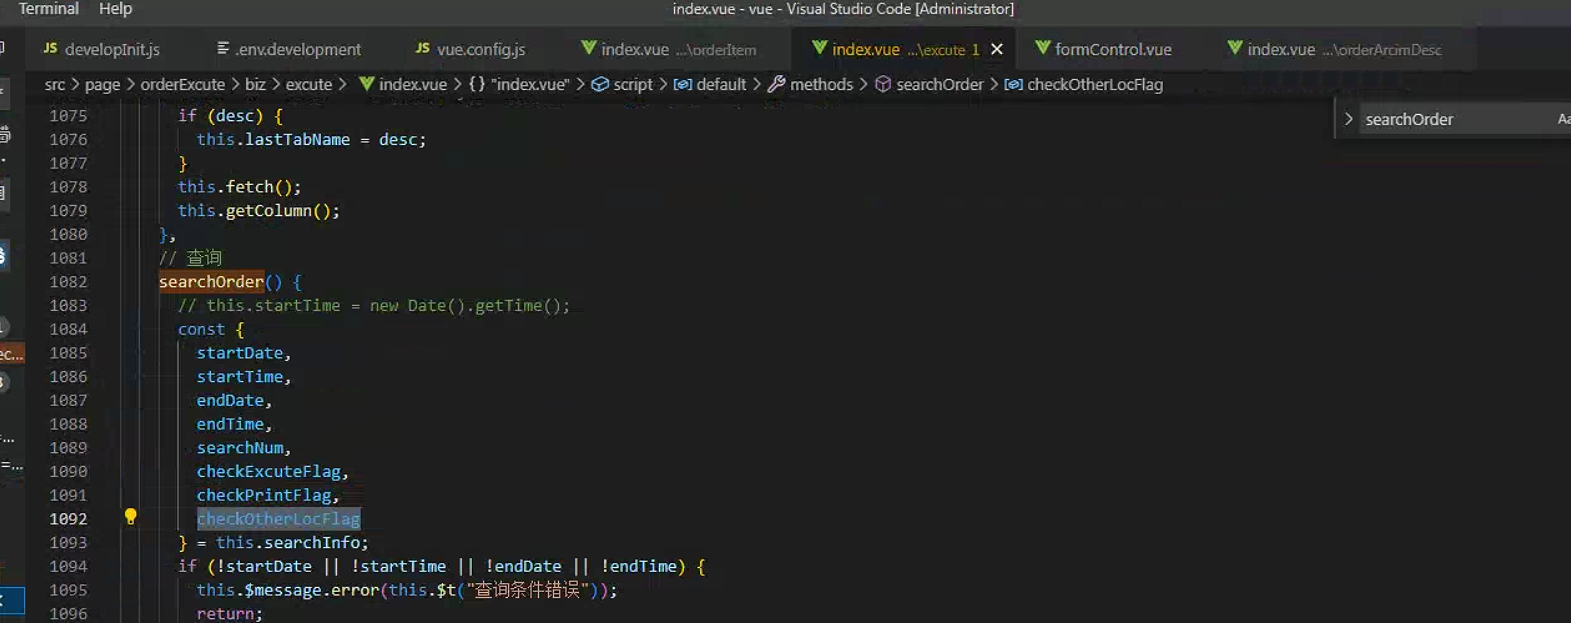 Terminal Help index.vue - vue - Visual Studio Code [Administrator]
JS developInit.js .env.development JS vue.config.js index.vue ...\orderItem index.vue ...\excute 1 formControl.vue index.vue ...\orderArcimDesc
src > page > orderExcute > biz > excute > index.vue > {} "index.vue" > script > default > methods > searchOrder > checkOtherLocFlag
searchOrder
1075 if (desc) {
1076 this.lastTabName = desc;
1077 }
1078 this.fetch();
1079 this.getColumn();
1080 },
1081 // 查询
1082 searchOrder() {
1083 // this.startTime = new Date().getTime();
1084 const {
1085 startDate,
1086 startTime,
1087 endDate,
1088 endTime,
1089 searchNum,
1090 checkExcuteFlag,
1091 checkPrintFlag,
1092 checkOtherLocFlag
1093 } = this.searchInfo;
1094 if (!startDate || !startTime || !endDate || !endTime) {
1095 this.$message.error(this.$t("查询条件错误"));
1096 return;